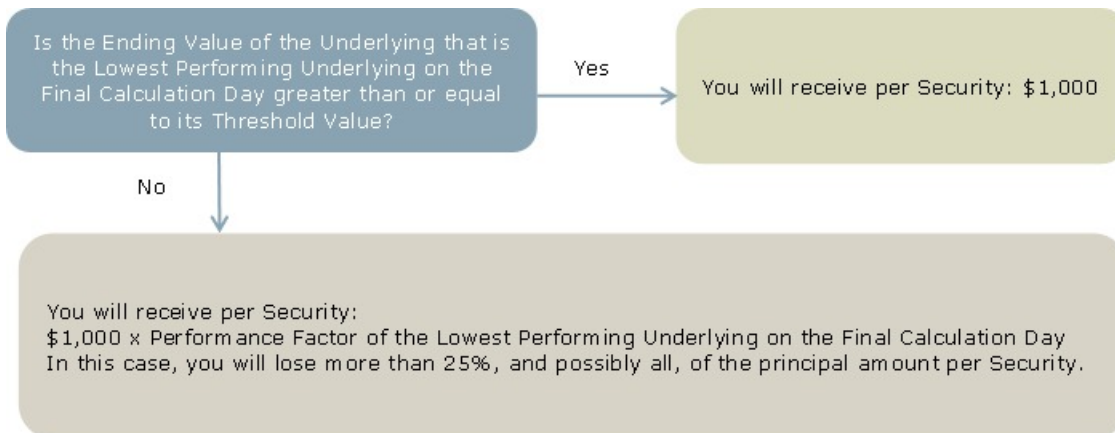 Is the Ending Value of the Underlying that is
the Lowest Performing Underlying on the
Final Calculation Day greater than or equal
to its Threshold Value?
Yes
You will receive per Security: $1,000
No
You will receive per Security:
$1,000 x Performance Factor of the Lowest Performing Underlying on the Final Calculation Day
In this case, you will lose more than 25%, and possibly all, of the principal amount per Security.